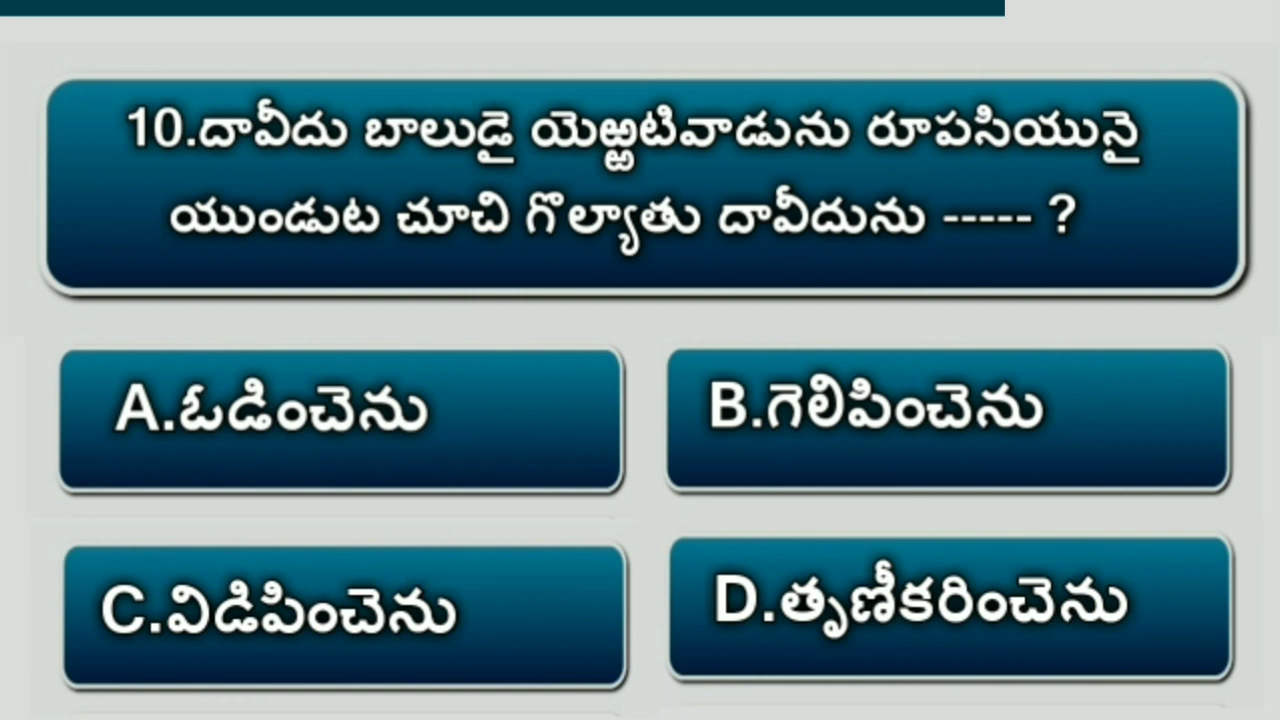 10.దావీదు బాలుడై యెఱ్ఱటివాడును రూపసియునై
యుండుట చూచి గొల్యాతు దావీదును ----- ?
A.ఓడించెను
B.గెలిపించెను
C.విడిపించెను
D.తృణీకరించెను